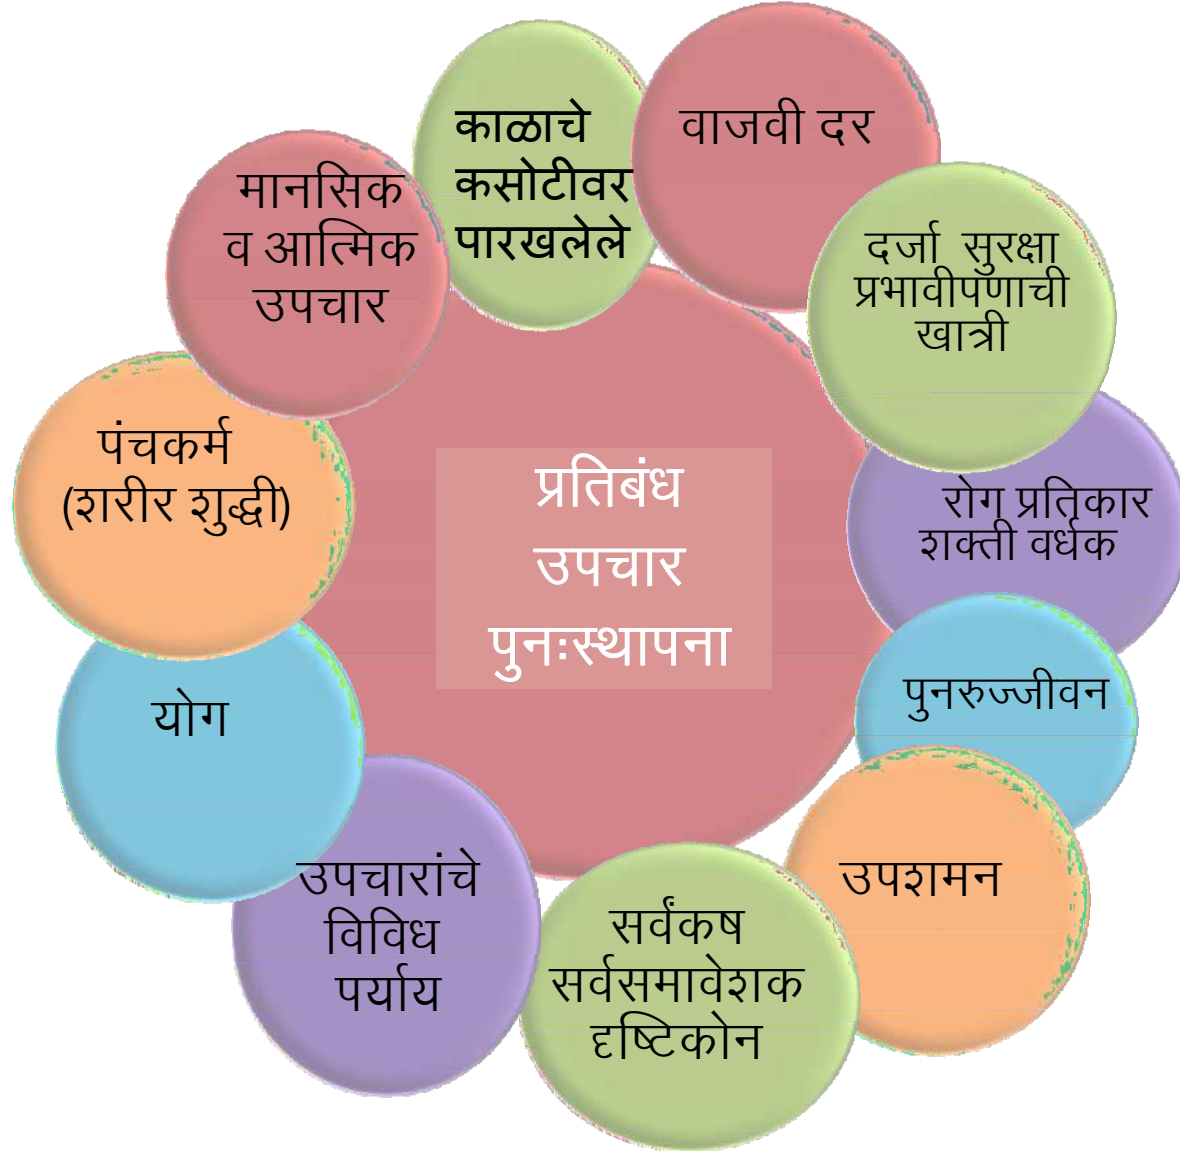 काळाचे
कसोटीवर
पारखलेले
वाजवी दर
दर्जा सुरक्षा
प्रभावीपणाची
खात्री
रोग प्रतिकार
शक्ती वर्धक
पुनरुज्जीवन
उपशमन
सर्वंकष
सर्वसमावेशक
दृष्टिकोन
उपचारांचे
विविध
पर्याय
योग
पंचकर्म
(शरीर शुद्धी)
मानसिक
व आत्मिक
उपचार
प्रतिबंध
उपचार
पुनःस्थापना